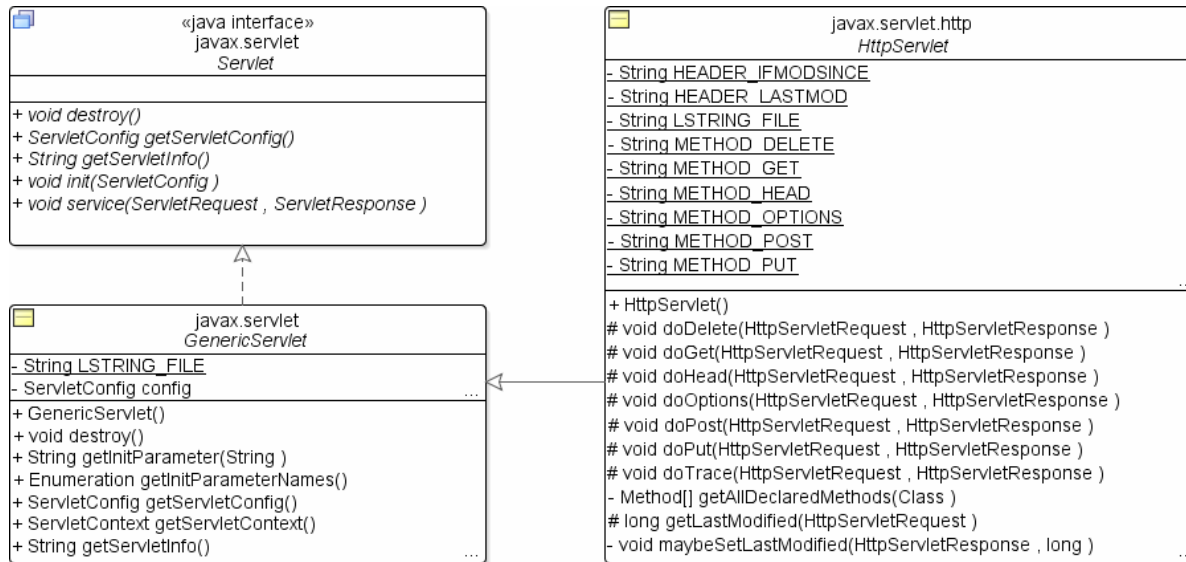 «java interface»
javax.servlet
Servlet
+ void destroy()
+ ServletConfig getServletConfig()
+ String getServletInfo()
+ void init(ServletConfig )
+ void service(ServletRequest , ServletResponse )
javax.servlet
GenericServlet
- String LSTRING_FILE
- ServletConfig config
...
+ GenericServlet()
+ void destroy()
+ String getInitParameter(String )
+ Enumeration getInitParameterNames()
+ ServletConfig getServletConfig()
+ ServletContext getServletContext()
+ String getServletInfo()
...
javax.servlet.http
HttpServlet
- String HEADER_IFMODSINCE
- String HEADER_LASTMOD
- String LSTRING_FILE
- String METHOD_DELETE
- String METHOD_GET
- String METHOD_HEAD
- String METHOD_OPTIONS
- String METHOD_POST
- String METHOD_PUT
...
+ HttpServlet()
# void doDelete(HttpServletRequest , HttpServletResponse )
# void doGet(HttpServletRequest , HttpServletResponse )
# void doHead(HttpServletRequest , HttpServletResponse )
# void doOptions(HttpServletRequest , HttpServletResponse )
# void doPost(HttpServletRequest , HttpServletResponse )
# void doPut(HttpServletRequest , HttpServletResponse )
# void doTrace(HttpServletRequest , HttpServletResponse )
- Method[] getAllDeclaredMethods(Class )
# long getLastModified(HttpServletRequest )
- void maybeSetLastModified(HttpServletResponse , long )
...